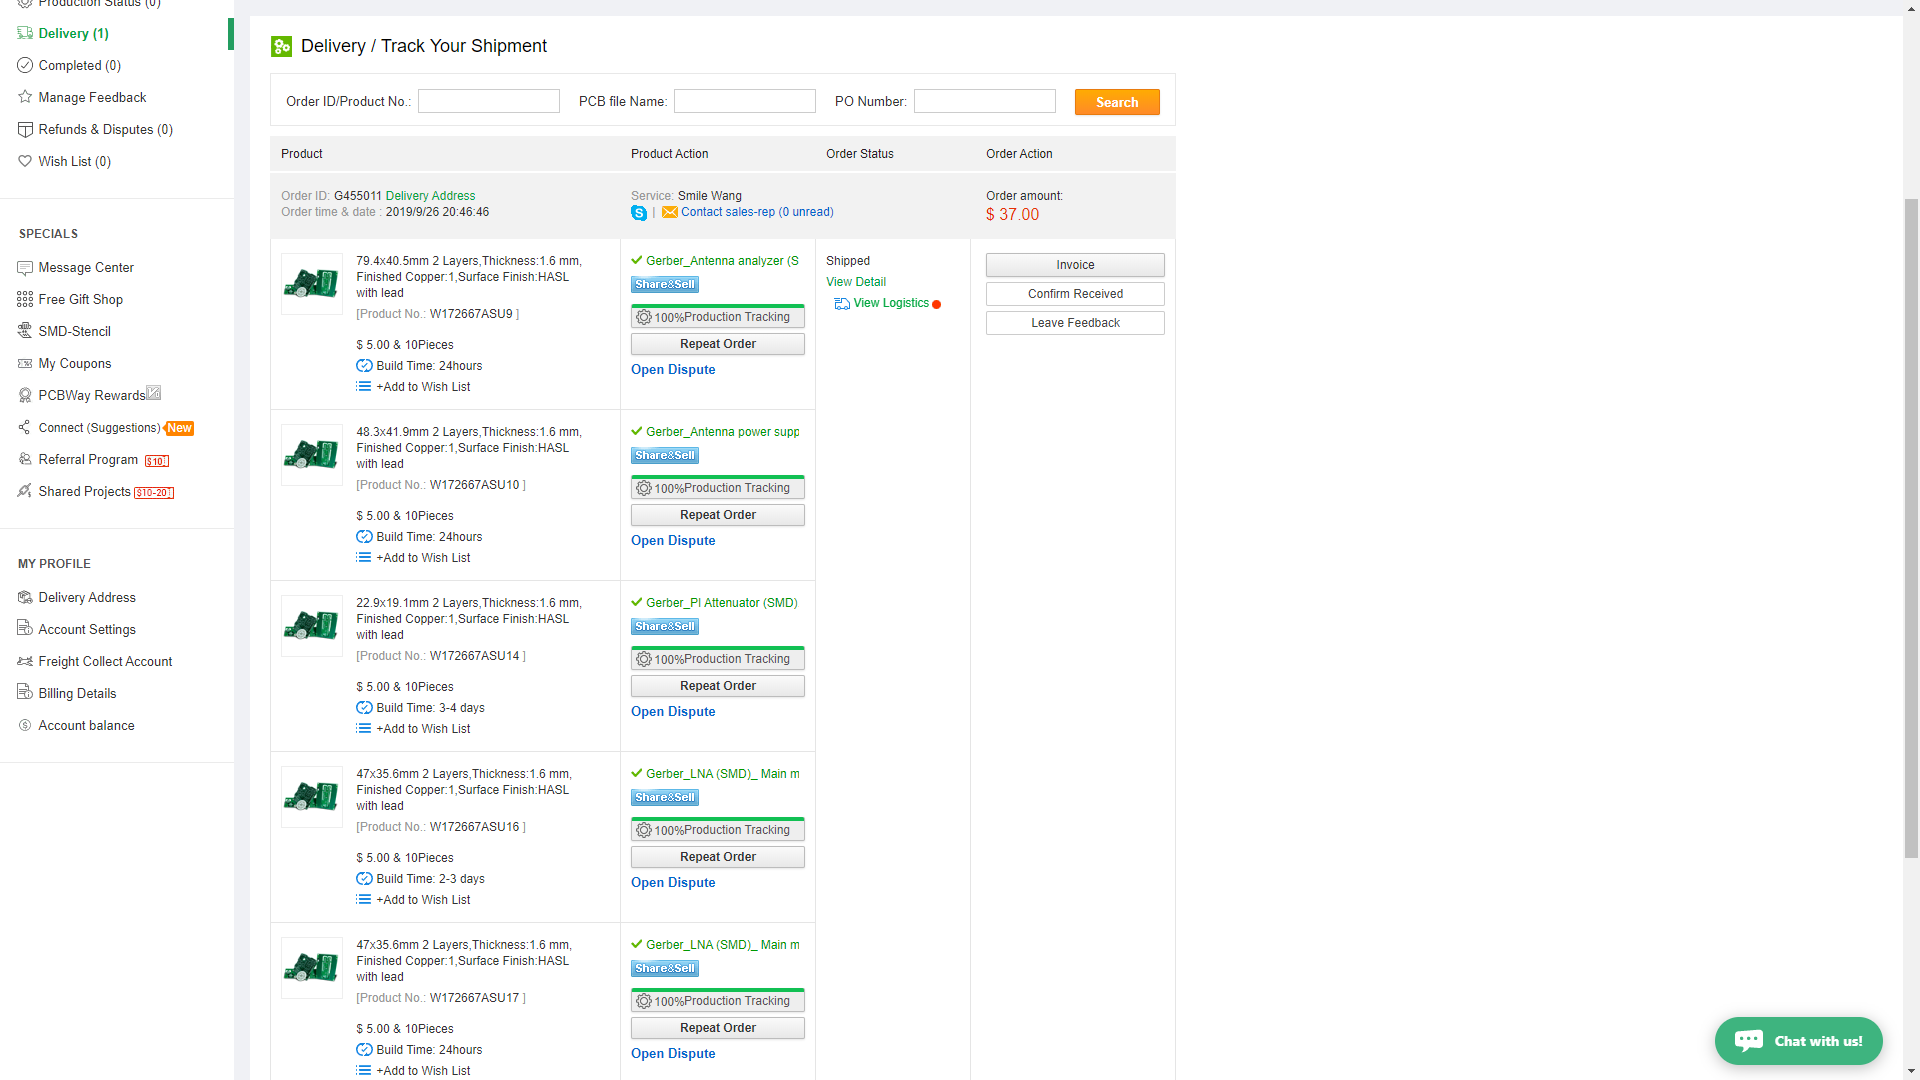 Production Status (0)
Delivery (1)
Completed (0)
Manage Feedback
Refunds & Disputes (0)
Wish List (0)
SPECIALS
Message Center
Free Gift Shop
SMD-Stencil
My Coupons
PCBWay Rewards
Connect (Suggestions) New
Referral Program $10!
Shared Projects $10-20!
MY PROFILE
Delivery Address
Account Settings
Freight Collect Account
Billing Details
Account balance
Delivery / Track Your Shipment
Order ID/Product No.: PCB file Name: PO Number: Search
Product Product Action Order Status Order Action
Order ID: G455011 Delivery Address
Order time & date : 2019/9/26 20:46:46
Service: Smile Wang
S | Contact sales-rep (0 unread)
Order amount:
$ 37.00
79.4x40.5mm 2 Layers,Thickness:1.6 mm,
Finished Copper:1,Surface Finish:HASL
with lead
[Product No.: W172667ASU9 ]
$ 5.00 & 10Pieces
Build Time: 24hours
+Add to Wish List
Gerber_Antenna analyzer (S
Share&Sell
100%Production Tracking
Repeat Order
Open Dispute
Shipped
View Detail
View Logistics
Invoice
Confirm Received
Leave Feedback
48.3x41.9mm 2 Layers,Thickness:1.6 mm,
Finished Copper:1,Surface Finish:HASL
with lead
[Product No.: W172667ASU10 ]
$ 5.00 & 10Pieces
Build Time: 24hours
+Add to Wish List
Gerber_Antenna power supp
Share&Sell
100%Production Tracking
Repeat Order
Open Dispute
22.9x19.1mm 2 Layers,Thickness:1.6 mm,
Finished Copper:1,Surface Finish:HASL
with lead
[Product No.: W172667ASU14 ]
$ 5.00 & 10Pieces
Build Time: 3-4 days
+Add to Wish List
Gerber_PI Attenuator (SMD)
Share&Sell
100%Production Tracking
Repeat Order
Open Dispute
47x35.6mm 2 Layers,Thickness:1.6 mm,
Finished Copper:1,Surface Finish:HASL
with lead
[Product No.: W172667ASU16 ]
$ 5.00 & 10Pieces
Build Time: 2-3 days
+Add to Wish List
Gerber_LNA (SMD)_ Main m
Share&Sell
100%Production Tracking
Repeat Order
Open Dispute
47x35.6mm 2 Layers,Thickness:1.6 mm,
Finished Copper:1,Surface Finish:HASL
with lead
[Product No.: W172667ASU17 ]
$ 5.00 & 10Pieces
Build Time: 24hours
+Add to Wish List
Gerber_LNA (SMD)_ Main m
Share&Sell
100%Production Tracking
Repeat Order
Open Dispute
Chat with us!